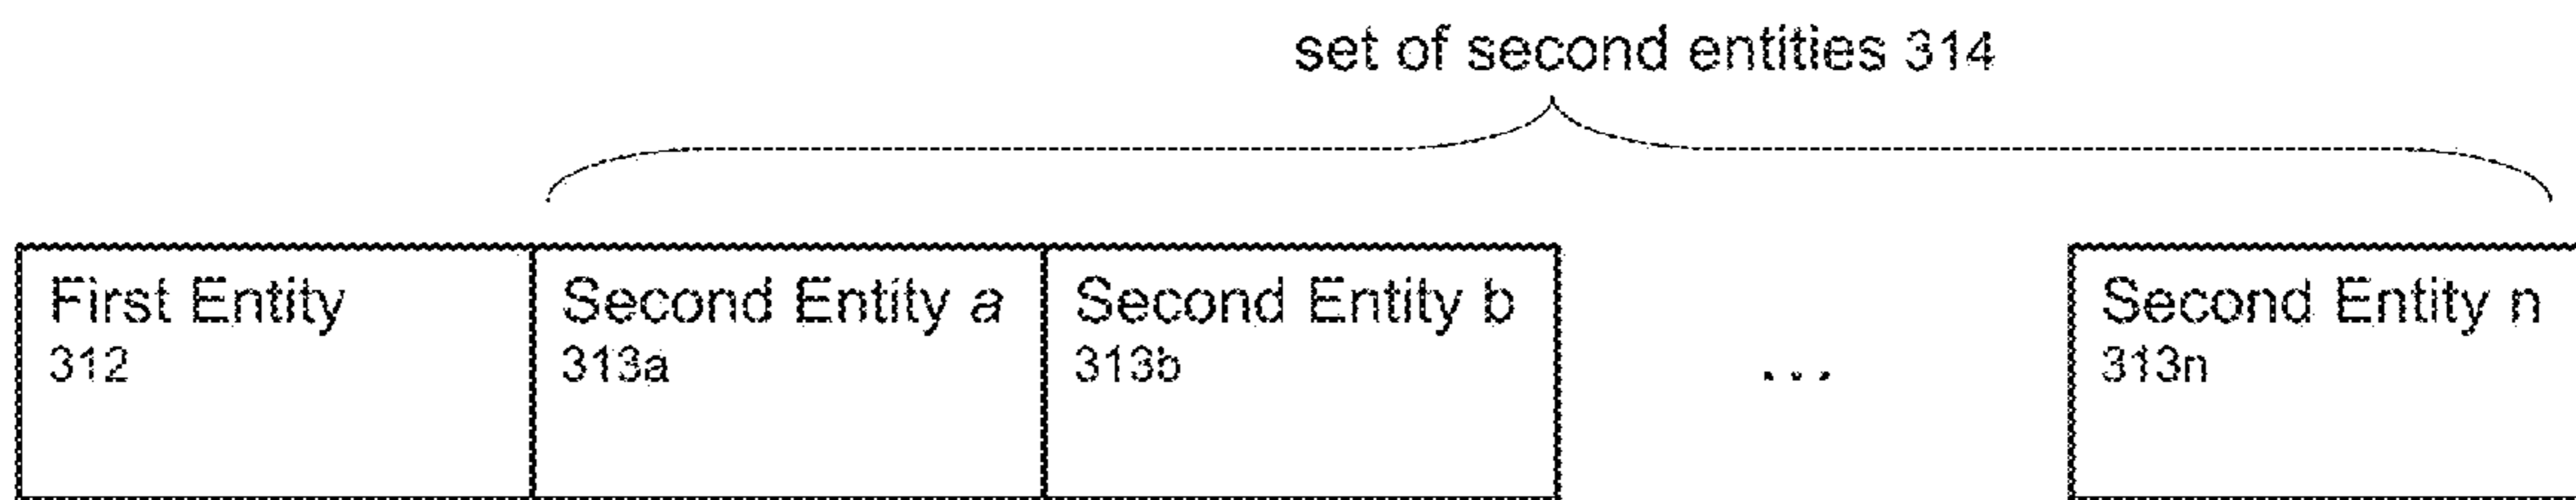 set of second entities 314
First Entity
312
Second Entity a
313a
Second Entity b
313b
...
Second Entity n
313n